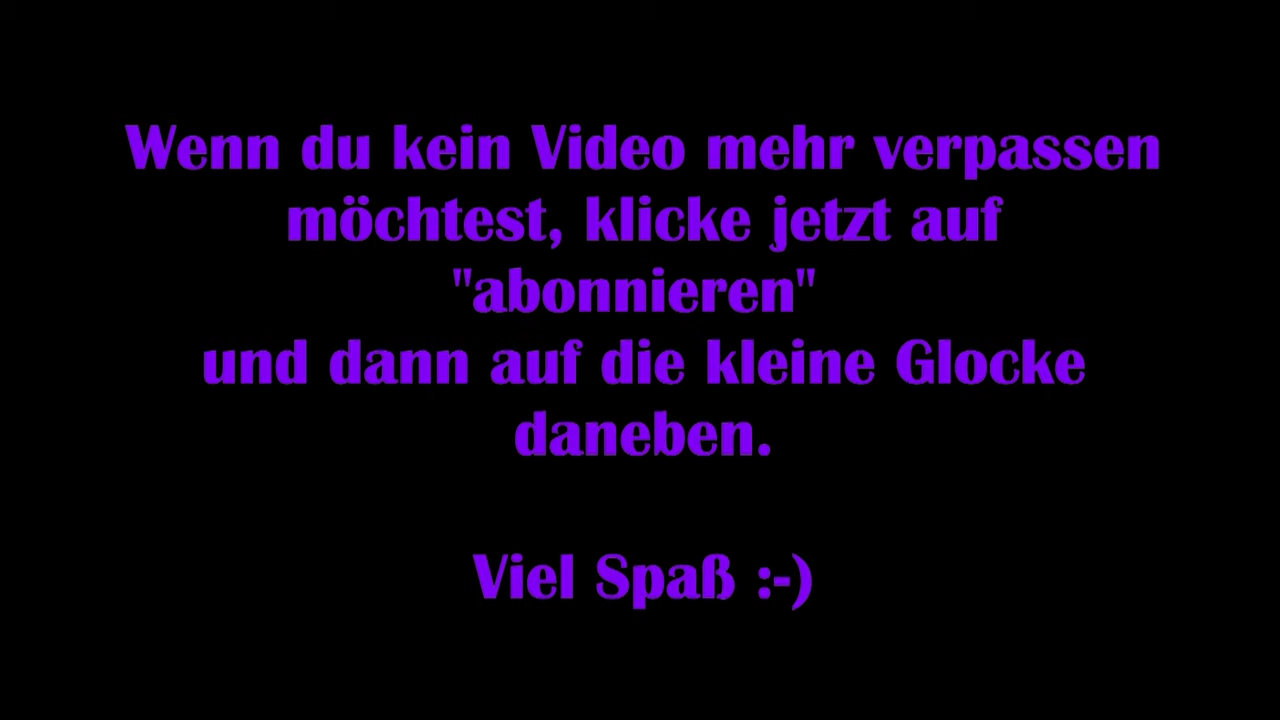 Wenn du kein Video mehr verpassen
möchtest, klicke jetzt auf
"abonnieren"
und dann auf die kleine Glocke
daneben.
Viel Spaß :-)